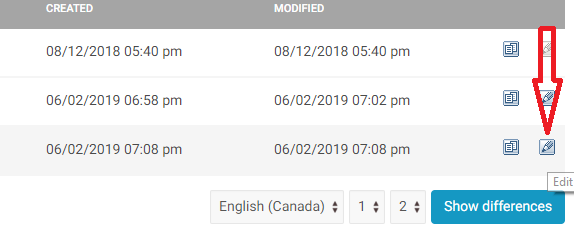 CREATED MODIFIED
08/12/2018 05:40 pm 08/12/2018 05:40 pm
06/02/2019 06:58 pm 06/02/2019 07:02 pm
06/02/2019 07:08 pm 06/02/2019 07:08 pm
Edit
English (Canada) 1 2 Show differences